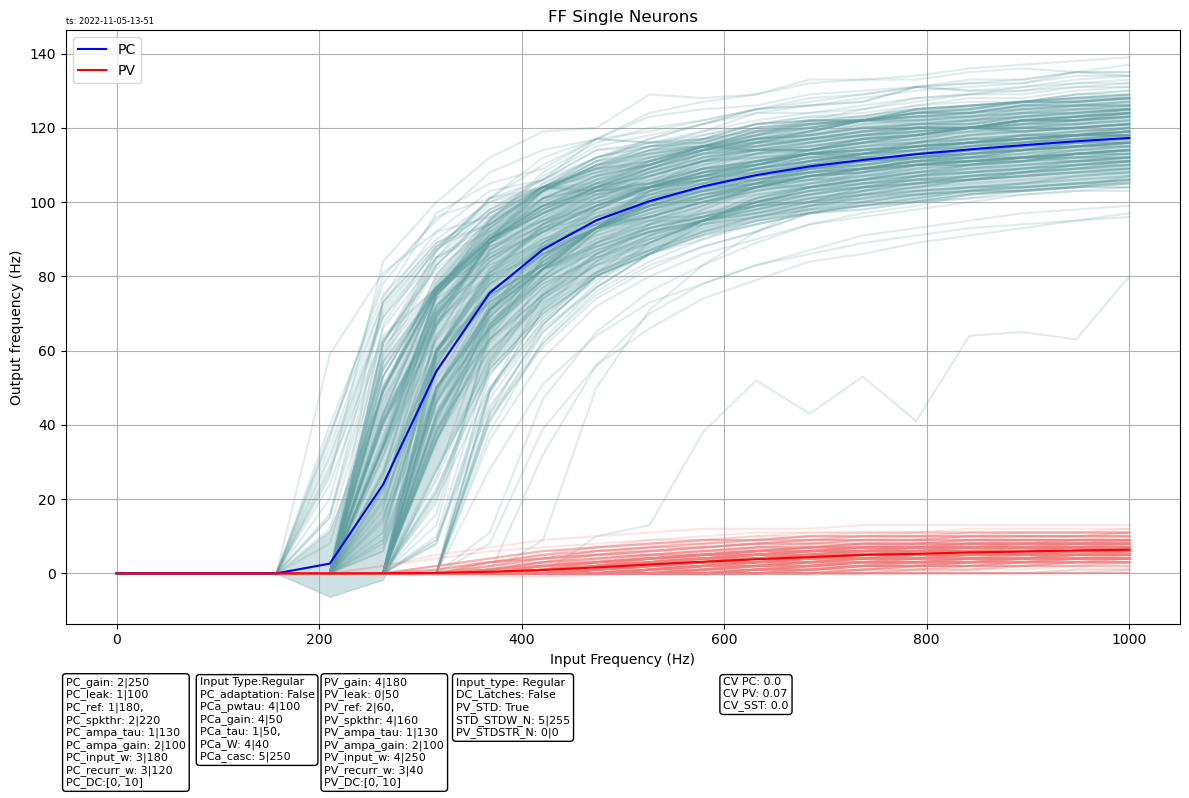 ts: 2022-11-05-13-51
FF Single Neurons
PC
PV
140
120
100
80
60
40
20
0
Output frequency (Hz)
0 200 400 600 800 1000
Input Frequency (Hz)
PC_gain: 2|250
PC_leak: 1|100
PC_ref: 1|180,
PC_spkthr: 2|220
PC_ampa_tau: 1|130
PC_ampa_gain: 2|100
PC_input_w: 3|180
PC_recurr_w: 3|120
PC_DC:[0, 10]
Input Type:Regular
PC_adaptation: False
PCa_pwtau: 4|100
PCa_gain: 4|50
PCa_tau: 1|50,
PCa_W: 4|40
PCa_casc: 5|250
PV_gain: 4|180
PV_leak: 0|50
PV_ref: 2|60,
PV_spkthr: 4|160
PV_ampa_tau: 1|130
PV_ampa_gain: 2|100
PV_input_w: 4|250
PV_recurr_w: 3|40
PV_DC:[0, 10]
Input_type: Regular
DC_Latches: False
PV_STD: True
STD_STDW_N: 5|255
PV_STDSTR_N: 0|0
CV PC: 0.0
CV PV: 0.07
CV_SST: 0.0